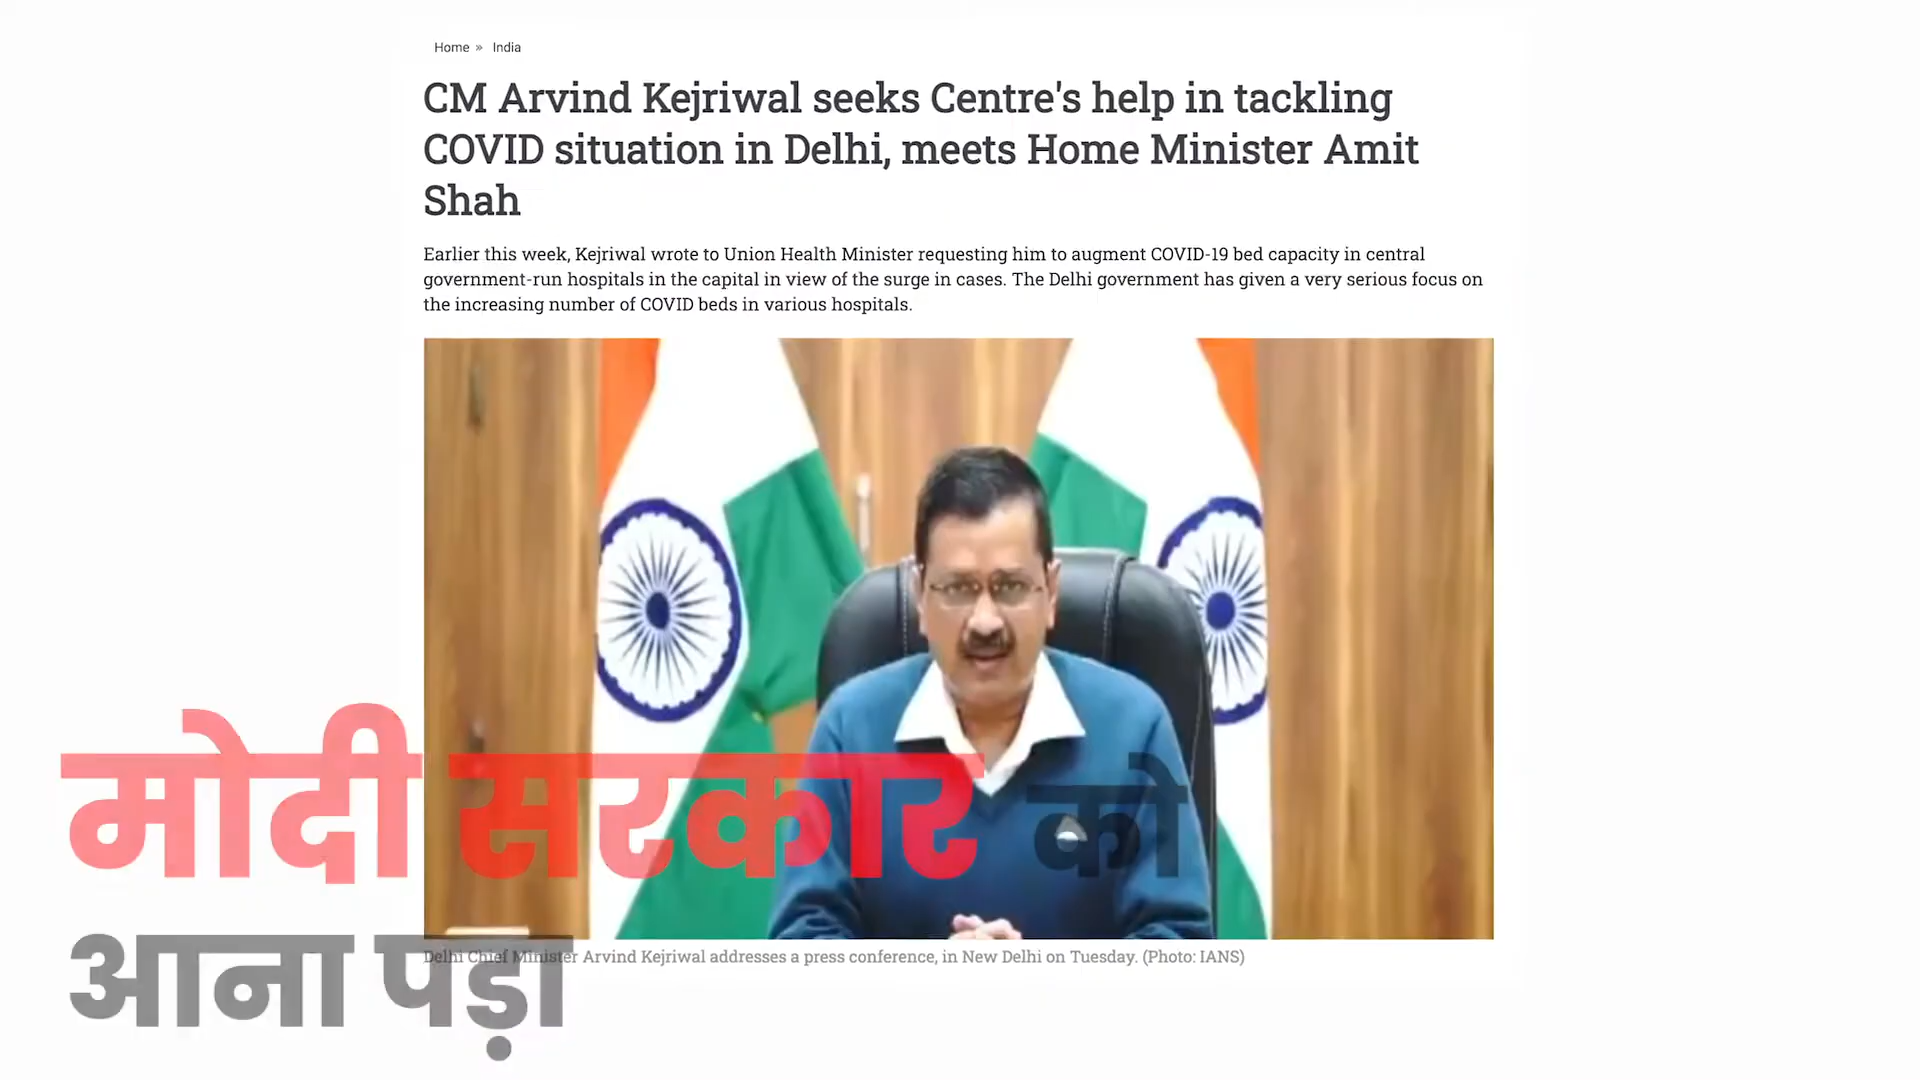 Home » India
CM Arvind Kejriwal seeks Centre's help in tackling
COVID situation in Delhi, meets Home Minister Amit
Shah
Earlier this week, Kejriwal wrote to Union Health Minister requesting him to augment COVID-19 bed capacity in central
government-run hospitals in the capital in view of the surge in cases. The Delhi government has given a very serious focus on
the increasing number of COVID beds in various hospitals.
मोदी सरकार को
आना पड़ा
Delhi Chief Minister Arvind Kejriwal addresses a press conference, in New Delhi on Tuesday. (Photo: IANS)